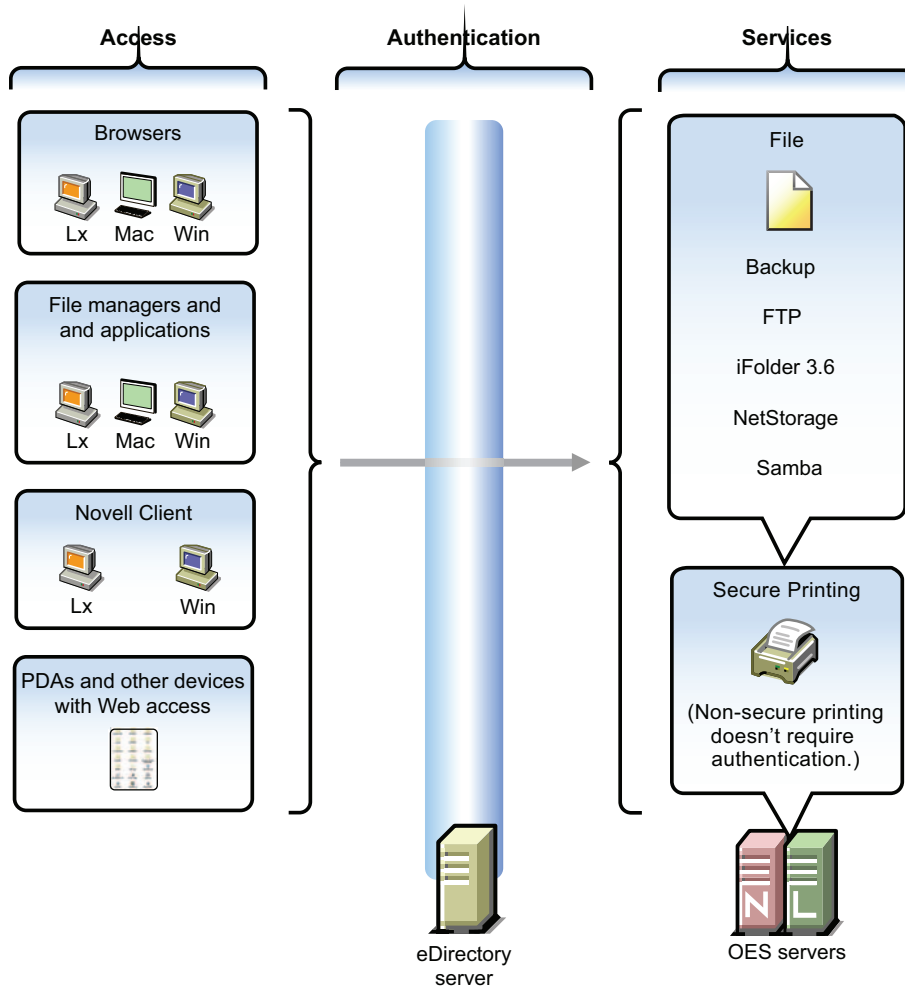 Access
Authentication
Services
Browsers
Lx Mac Win
File managers and
and applications
Lx Mac Win
Novell Client
Lx Win
PDAs and other devices
with Web access
eDirectory
server
File
Backup
FTP
iFolder 3.6
NetStorage
Samba
Secure Printing
(Non-secure printing
doesn't require
authentication.)
N L
OES servers